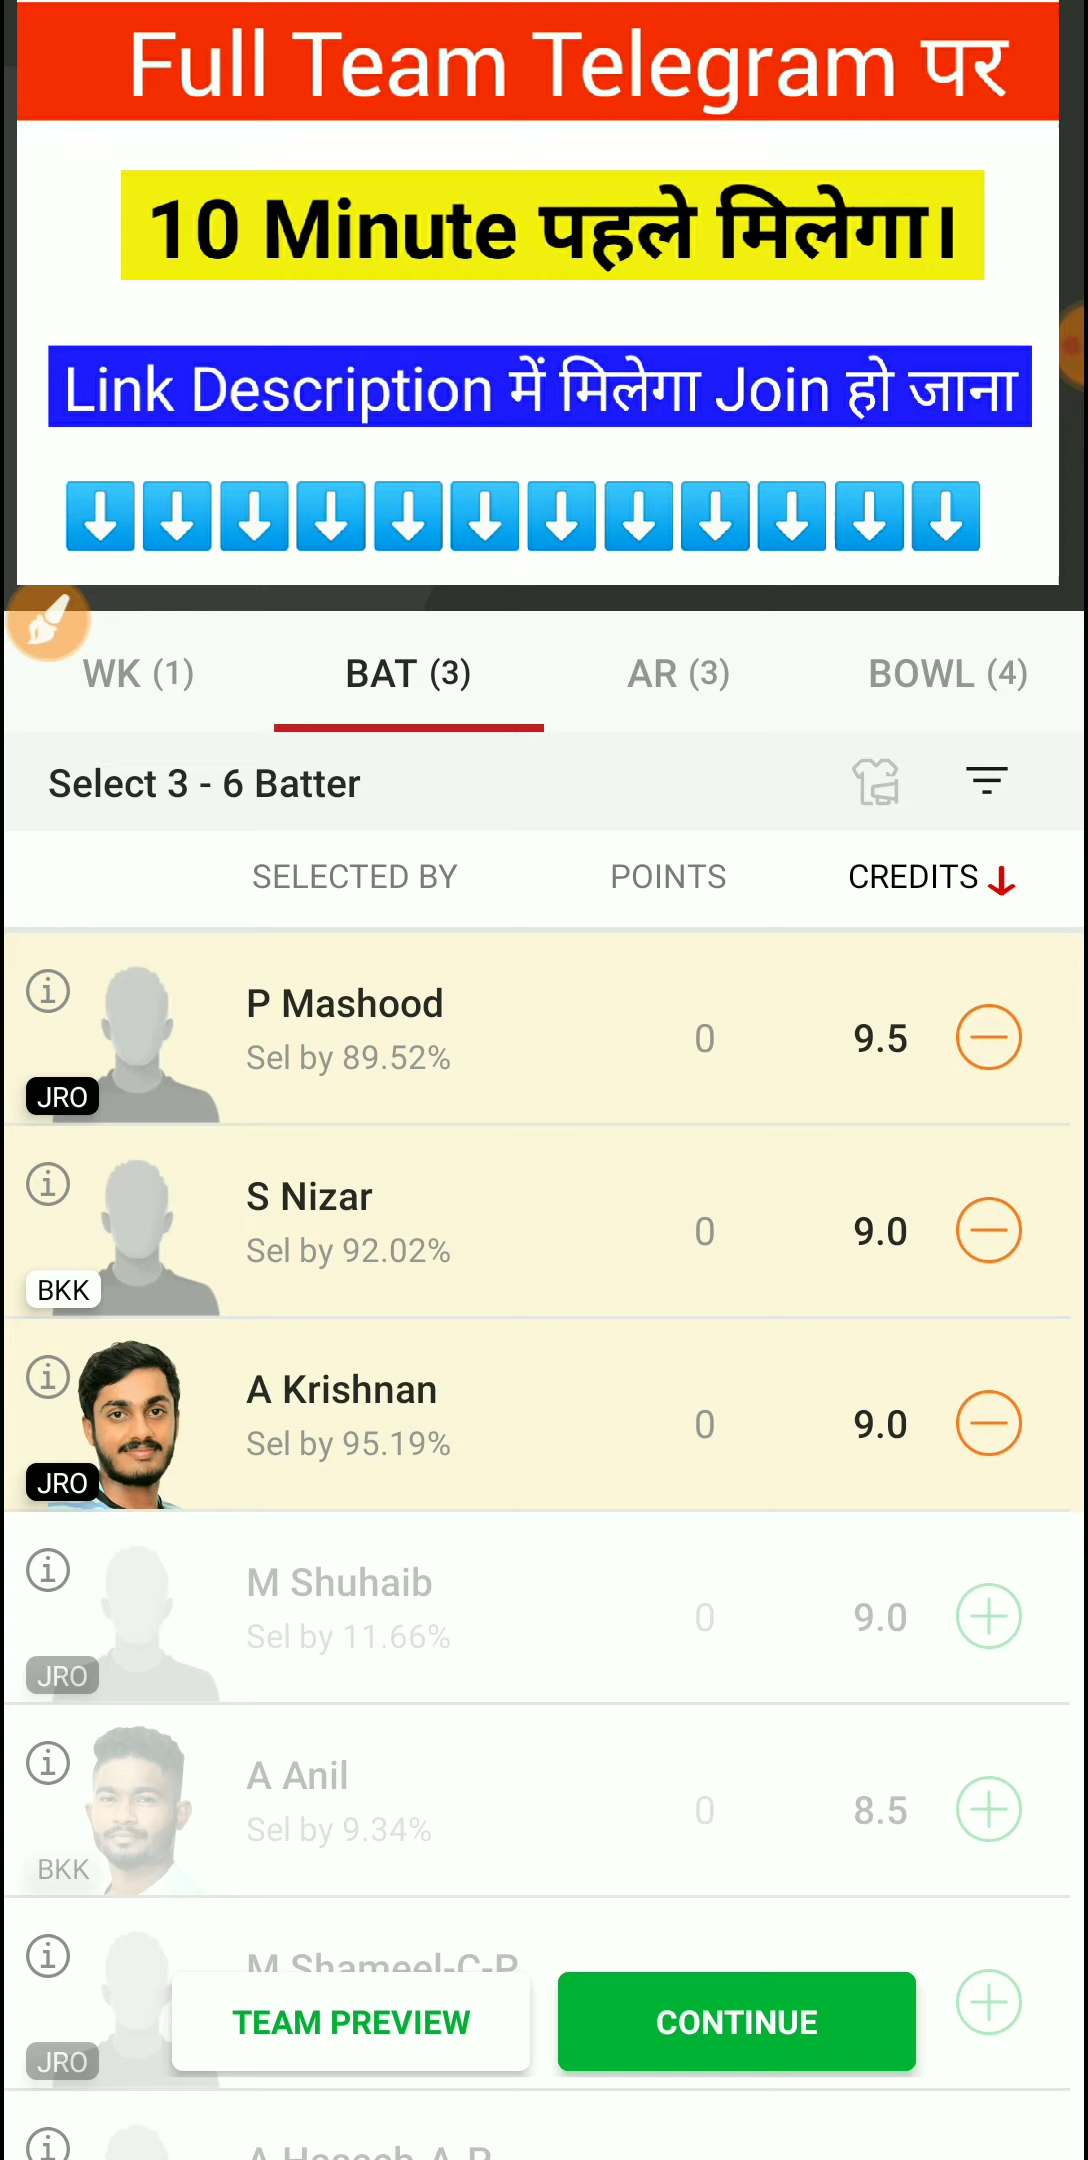 Full Team Telegram पर
10 Minute पहले मिलेगा।
Link Description में मिलेगा Join हो जाना
WK (1) BAT (3) AR (3) BOWL (4)
Select 3 - 6 Batter
SELECTED BY POINTS CREDITS
P Mashood
Sel by 89.52% 0 9.5
JRO
S Nizar
Sel by 92.02% 0 9.0
BKK
A Krishnan
Sel by 95.19% 0 9.0
JRO
M Shuhaib
Sel by 11.66% 0 9.0
JRO
A Anil
Sel by 9.34% 0 8.5
BKK
M Shameel-C-P
TEAM PREVIEW CONTINUE
JRO